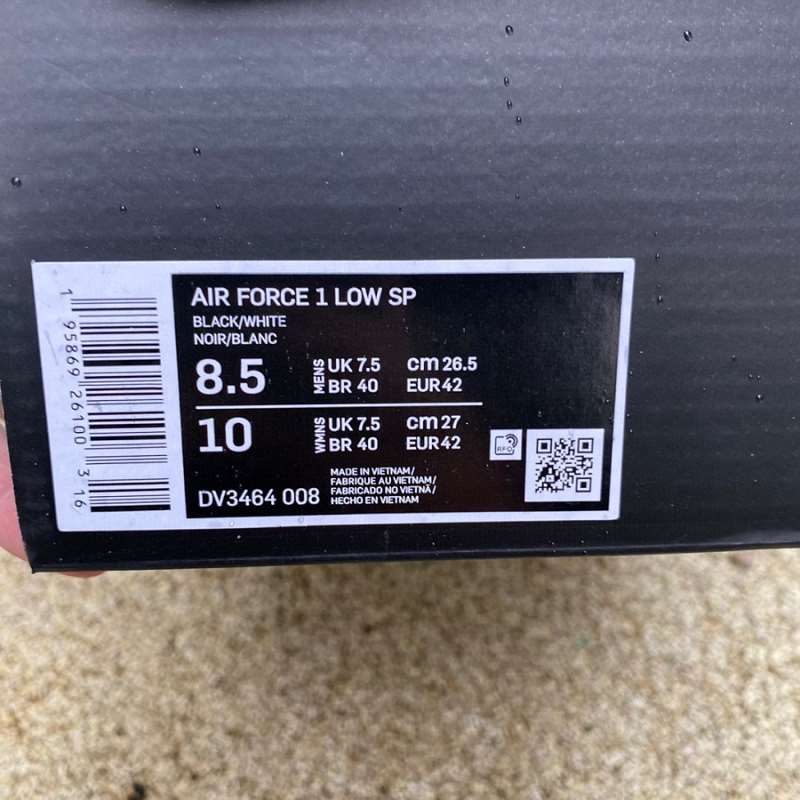 AIR FORCE 1 LOW SP
BLACK/WHITE
NOIR/BLANC
8.5 MENS UK 7.5 cm 26.5
BR 40 EUR 42
10 WMNS UK 7.5 cm 27
BR 40 EUR 42
DV3464 008
MADE IN VIETNAM/
FABRIQUE AU VIETNAM/
FABRICADO NO VIETNÃ/
HECHO EN VIETNAM
RFID
1 95869 26100 3 16